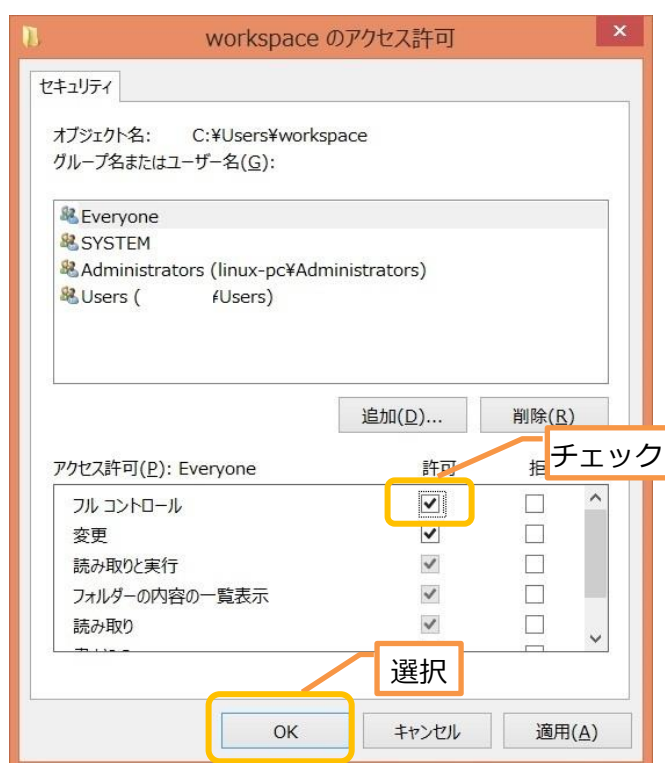 workspace のアクセス許可
セキュリティ
オブジェクト名: C:¥Users¥workspace
グループ名またはユーザー名(G):
Everyone
SYSTEM
Administrators (linux-pc¥Administrators)
Users ( ¥Users)
追加(D)... 削除(R)
チェック
アクセス許可(P): Everyone 許可
フル コントロール
変更
読み取りと実行
フォルダーの内容の一覧表示
読み取り
選択
OK キャンセル 適用(A)